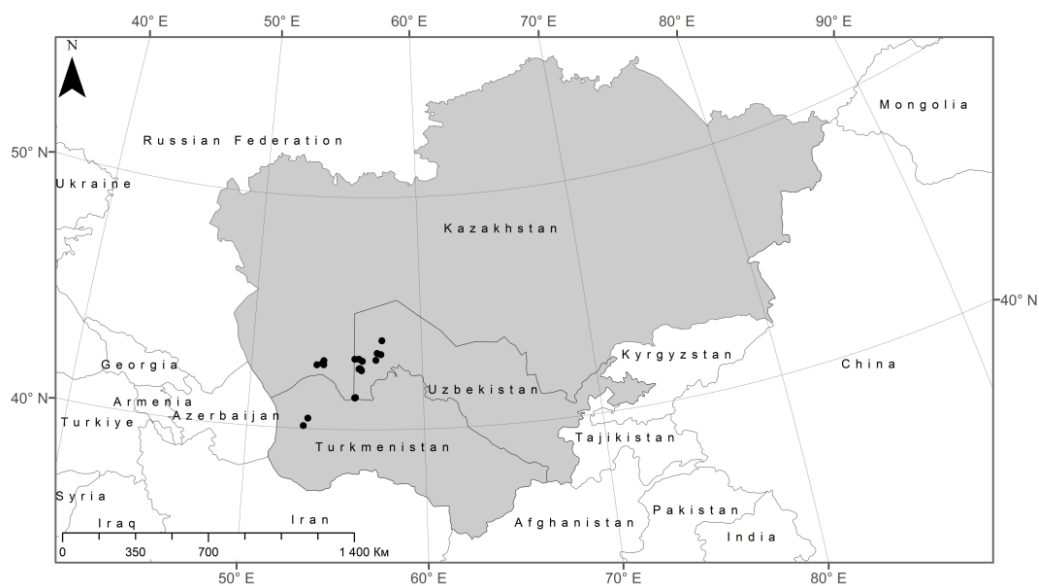 40° E 50° E 60° E 70° E 80° E 90° E
N
Mongolia
Russian Federation
50° N
Ukraine
Kazakhstan
40° N
Kyrgyzstan
Georgia
China
Uzbekistan
40° N
Armenia
Azerbaijan
Turkiye
Tajikistan
Turkmenistan
Syria
Pakistan
Iraq
Iran
Afghanistan
India
0 350 700 1 400 Км
50° E 60° E 70° E 80° E